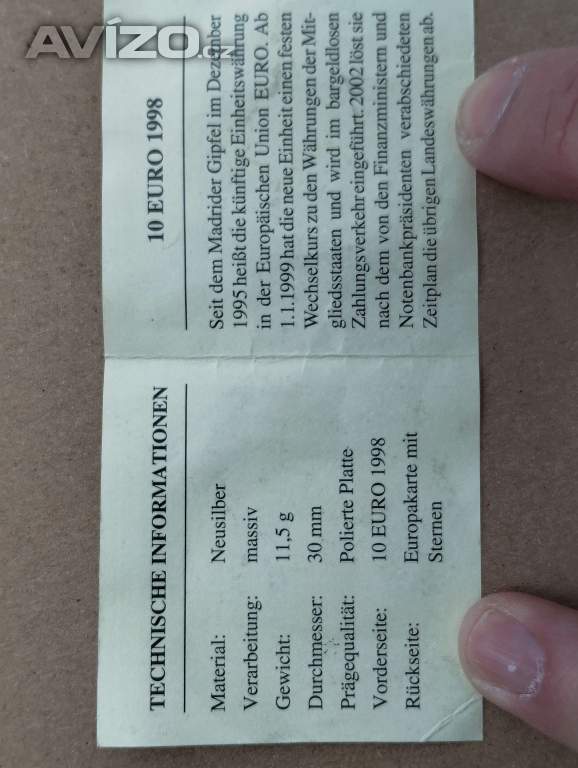 AVÍZO.cz
TECHNISCHE INFORMATIONEN
Material: Neusilber
Verarbeitung: massiv
Gewicht: 11,5 g
Durchmesser: 30 mm
Prägequalität: Polierte Platte
Vorderseite: 10 EURO 1998
Rückseite: Europakarte mit
Sternen
10 EURO 1998
Seit dem Madrider Gipfel im Dezember
1995 heißt die künftige Einheitswährung
in der Europäischen Union EURO. Ab
1.1.1999 hat die neue Einheit einen festen
Wechselkurs zu den Währungen der Mit-
gliedsstaaten und wird im bargeldlosen
Zahlungsverkehr eingeführt. 2002 löst sie
nach dem von den Finanzministern und
Notenbankpräsidenten verabschiedeten
Zeitplan die übrigen Landeswährungen ab.